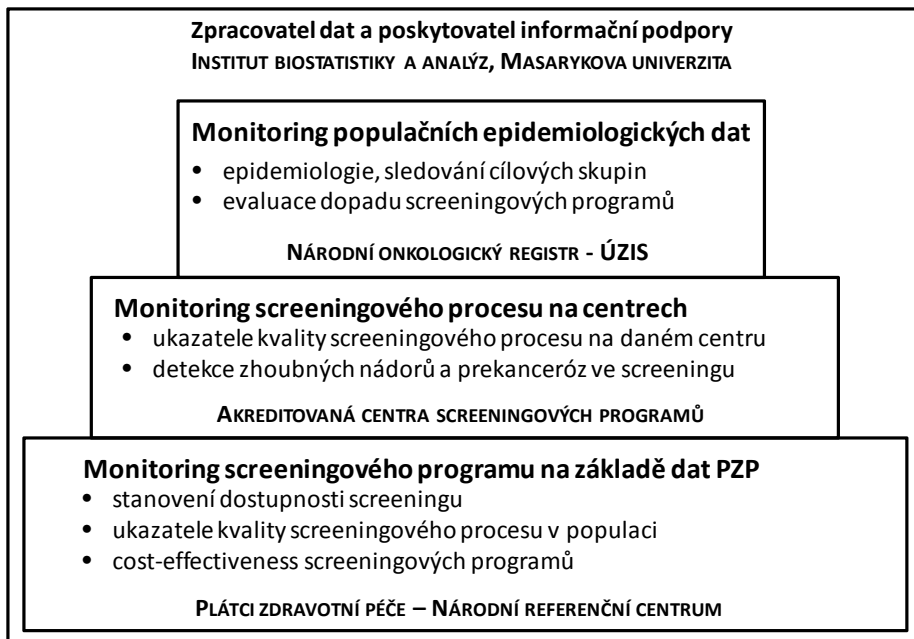 Zpracovatel dat a poskytovatel informační podpory
INSTITUT BIOSTATISTIKY A ANALÝZ, MASARYKOVA UNIVERZITA
Monitoring populačních epidemiologických dat
• epidemiologie, sledování cílových skupin
• evaluace dopadu screeningových programů
NÁRODNÍ ONKOLOGICKÝ REGISTR - ÚZIS
Monitoring screeningového procesu na centrech
• ukazatele kvality screeningového procesu na daném centru
• detekce zhoubných nádorů a prekanceróz ve screeningu
AKREDITOVANÁ CENTRA SCREENINGOVÝCH PROGRAMŮ
Monitoring screeningového programu na základě dat PZP
• stanovení dostupnosti screeningu
• ukazatele kvality screeningového procesu v populaci
• cost-effectiveness screeningových programů
PLÁTCI ZDRAVOTNÍ PÉČE – NÁRODNÍ REFERENČNÍ CENTRUM